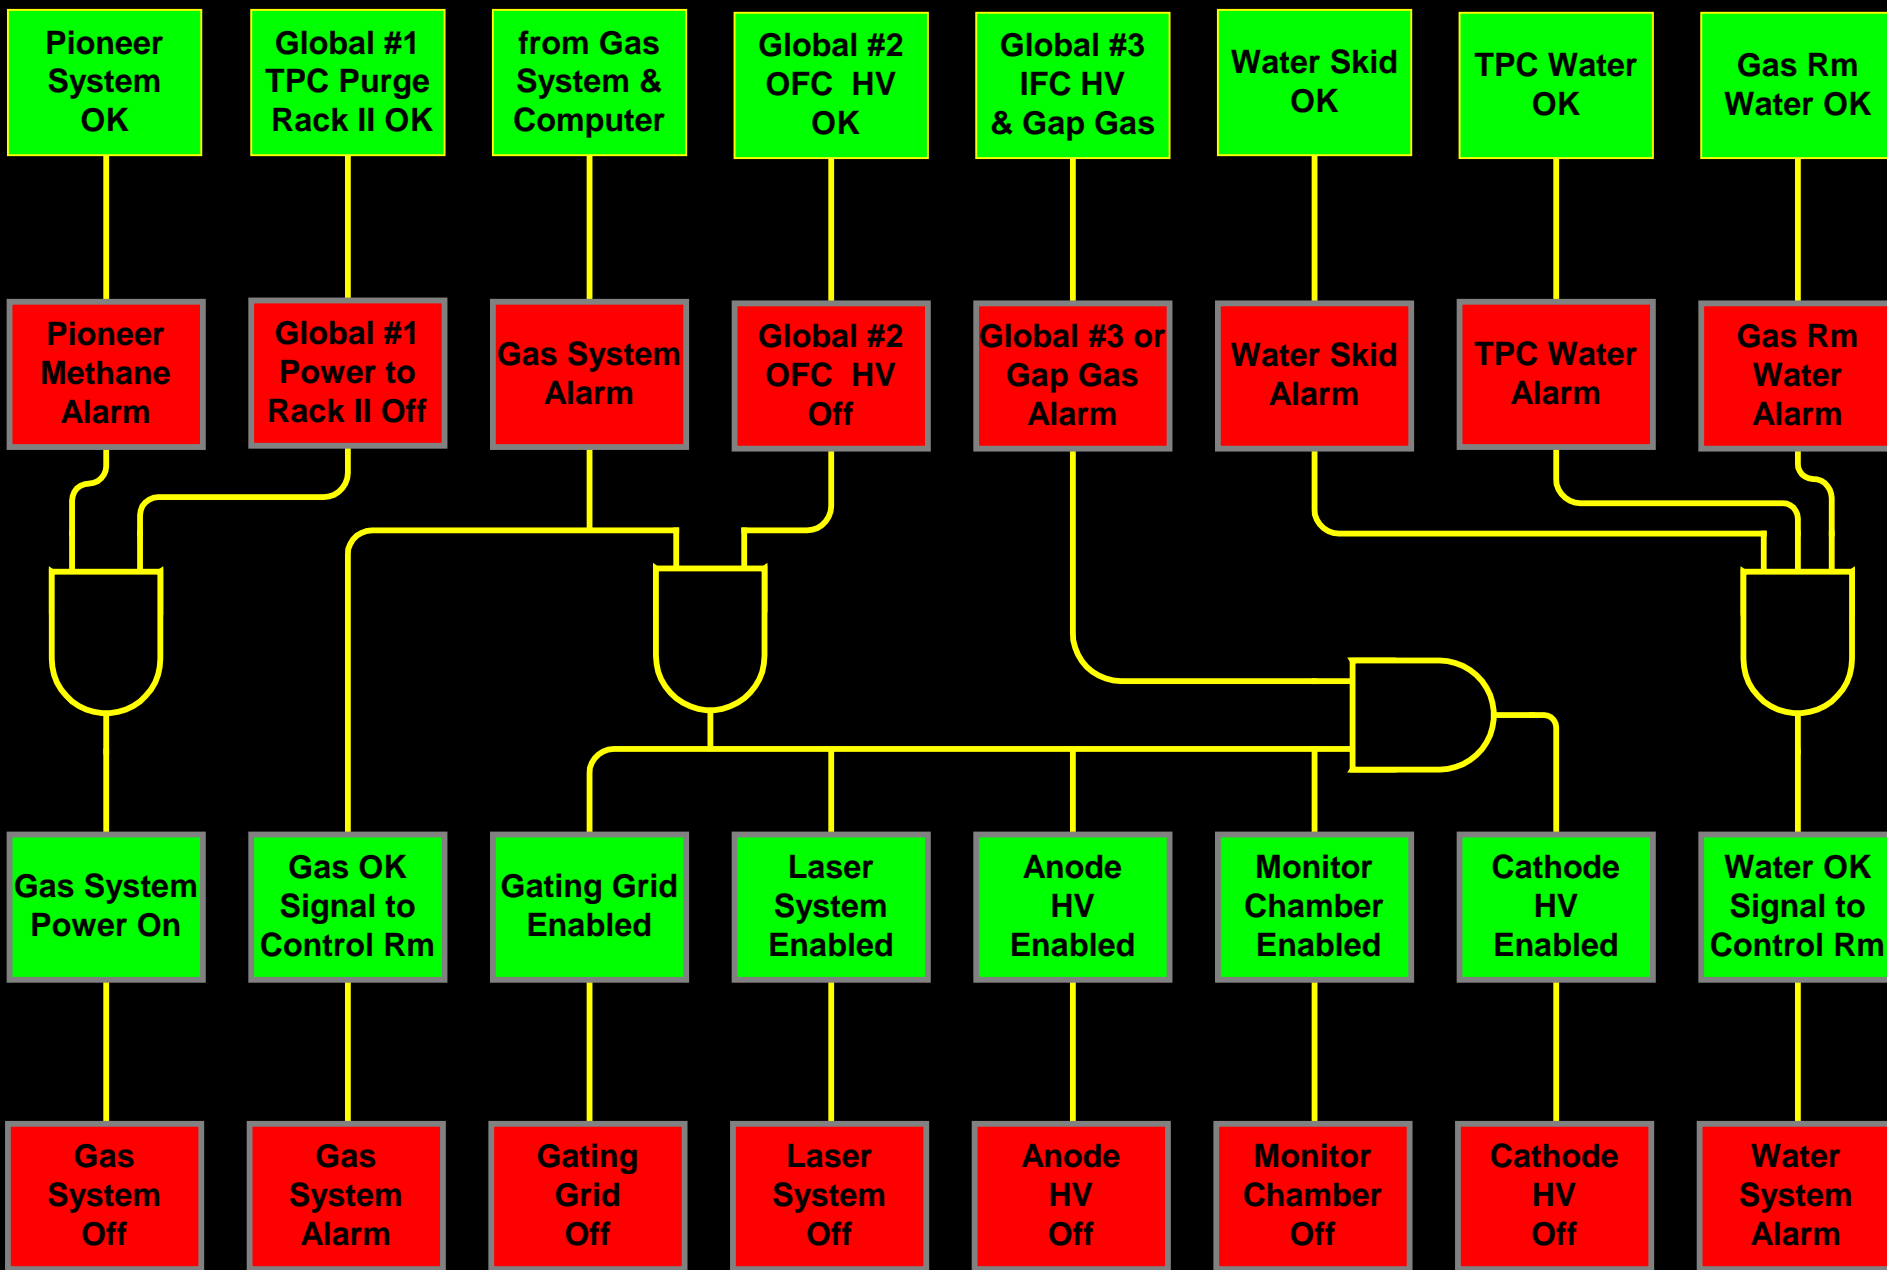 Pioneer
System
OK
Global #1
TPC Purge
Rack II OK
from Gas
System &
Computer
Global #2
OFC HV
OK
Global #3
IFC HV
& Gap Gas
Water Skid
OK
TPC Water
OK
Gas Rm
Water OK
Pioneer
Methane
Alarm
Global #1
Power to
Rack II Off
Gas System
Alarm
Global #2
OFC HV
Off
Global #3 or
Gap Gas
Alarm
Water Skid
Alarm
TPC Water
Alarm
Gas Rm
Water
Alarm
Gas System
Power On
Gas OK
Signal to
Control Rm
Gating Grid
Enabled
Laser
System
Enabled
Anode
HV
Enabled
Monitor
Chamber
Enabled
Cathode
HV
Enabled
Water OK
Signal to
Control Rm
Gas
System
Off
Gas
System
Alarm
Gating
Grid
Off
Laser
System
Off
Anode
HV
Off
Monitor
Chamber
Off
Cathode
HV
Off
Water
System
Alarm